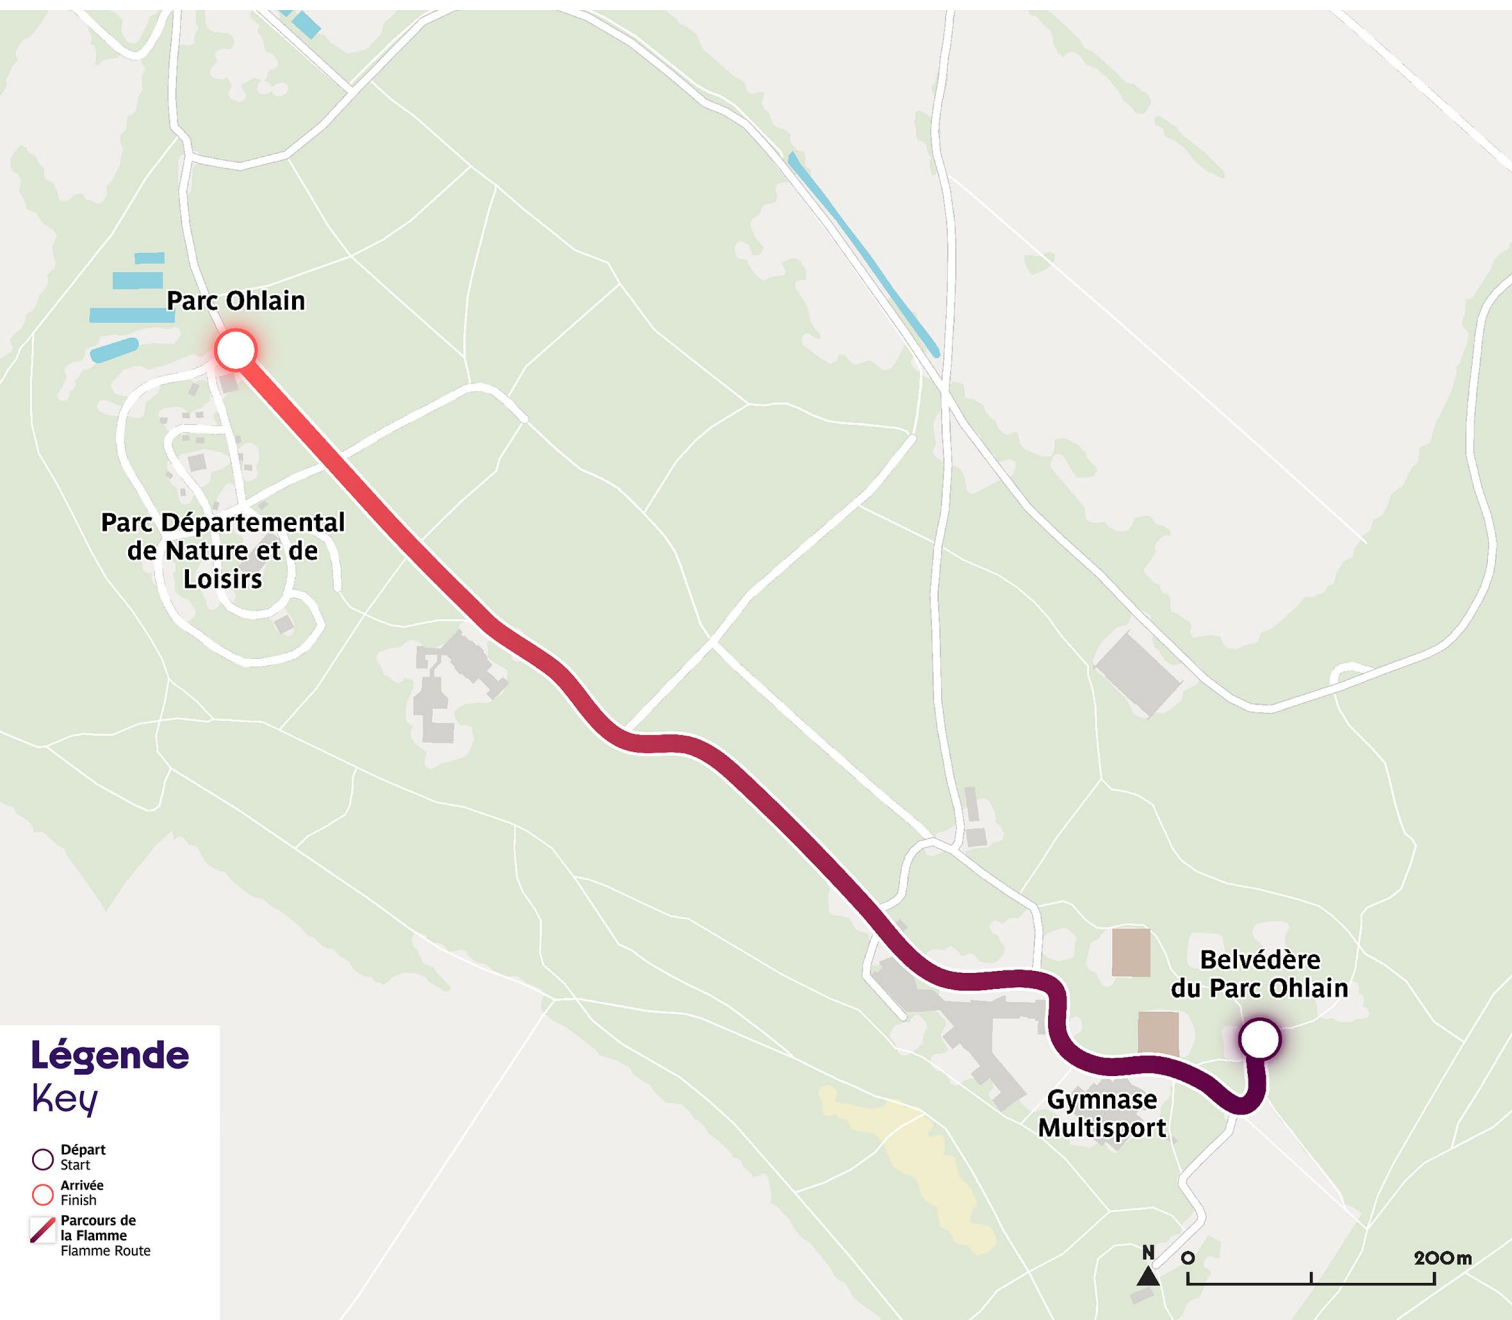 Parc Ohlain
Parc Départemental
de Nature et de
Loisirs
Belvédère
du Parc Ohlain
Gymnase
Multisport
Légende
Key
Départ
Start
Arrivée
Finish
Parcours de
la Flamme
Flamme Route
N 0 200m